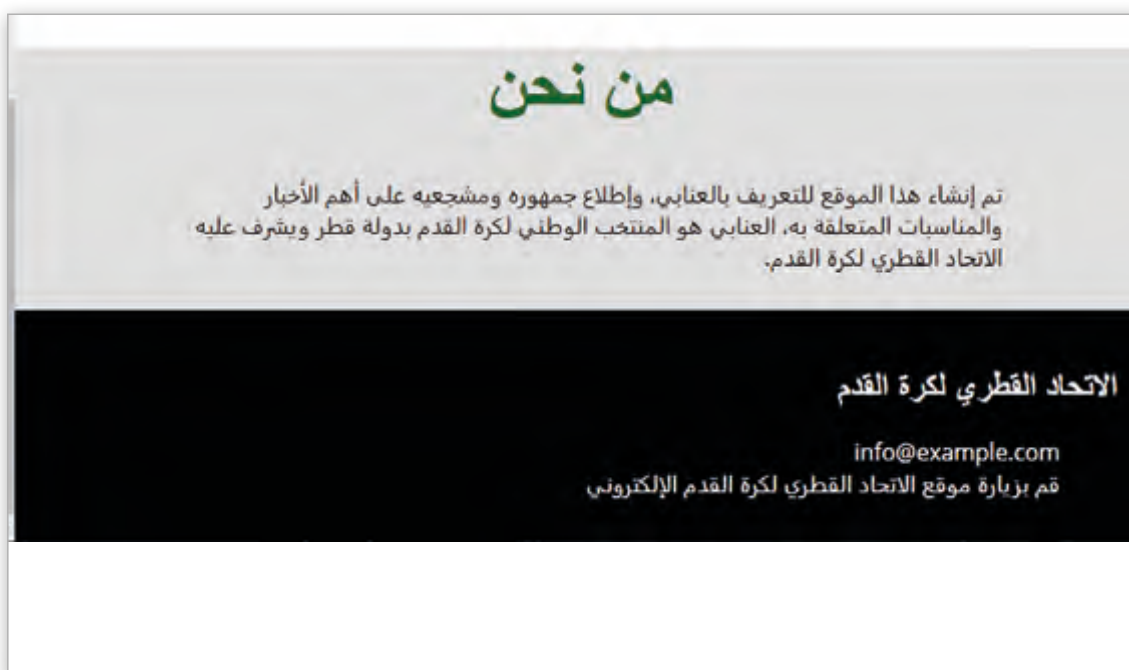 من نحن
تم إنشاء هذا الموقع للتعريف بالعنابي، وإطلاع جمهوره ومشجعيه على أهم الأخبار
والمناسبات المتعلقة به، العنابي هو المنتخب الوطني لكرة القدم بدولة قطر ويشرف عليه
الاتحاد القطري لكرة القدم.
الاتحاد القطري لكرة القدم
info@example.com
قم بزيارة موقع الاتحاد القطري لكرة القدم الإلكتروني